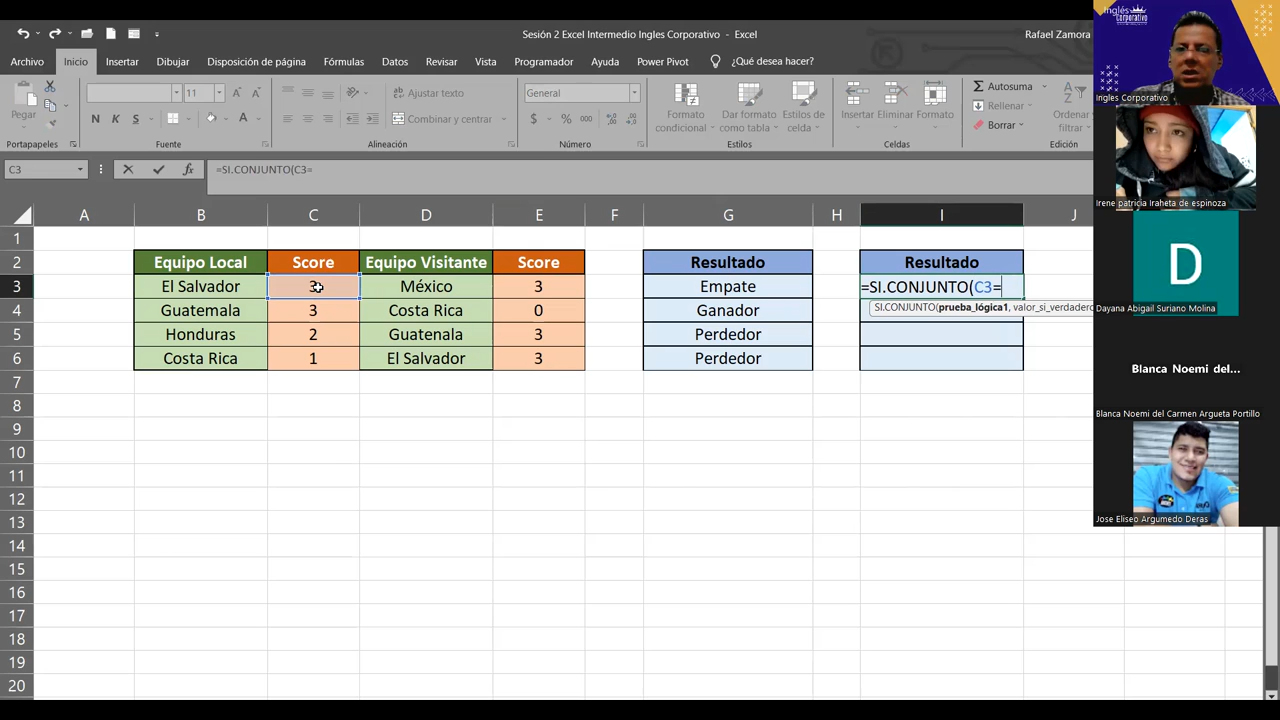 Sesión 2 Excel Intermedio Ingles Corporativo - Excel
Rafael Zamora
Archivo Inicio Insertar Dibujar Disposición de página Fórmulas Datos Revisar Vista Programador Ayuda Power Pivot ¿Qué desea hacer?
Pegar
11
N K S
Ajustar texto
Combinar y centrar
General
$ % 000
Formato condicional
Dar formato como tabla
Estilos de celda
Insertar Eliminar Formato
Autosuma
Rellenar
Borrar
Ordenar y
filtrar
Portapapeles Fuente Alineación Número Estilos Celdas Edición
C3 fx =SI.CONJUNTO(C3=
A B C D E F G H I J
1
2 Equipo Local Score Equipo Visitante Score Resultado Resultado
3 El Salvador 3 México 3 Empate =SI.CONJUNTO(C3=
SI.CONJUNTO(prueba_lógica1, valor_si_verdadero
4 Guatemala 3 Costa Rica 0 Ganador
5 Honduras 2 Guatenala 3 Perdedor
6 Costa Rica 1 El Salvador 3 Perdedor
7
8
9
10
11
12
13
14
15
16
17
18
19
20
Inglés
Corporativo
Ingles Corporativo
Irene patricia Iraheta de espinoza
D
Dayana Abigail Suriano Molina
Blanca Noemi del...
Blanca Noemi del Carmen Argueta Portillo
Jose Eliseo Argumedo Deras